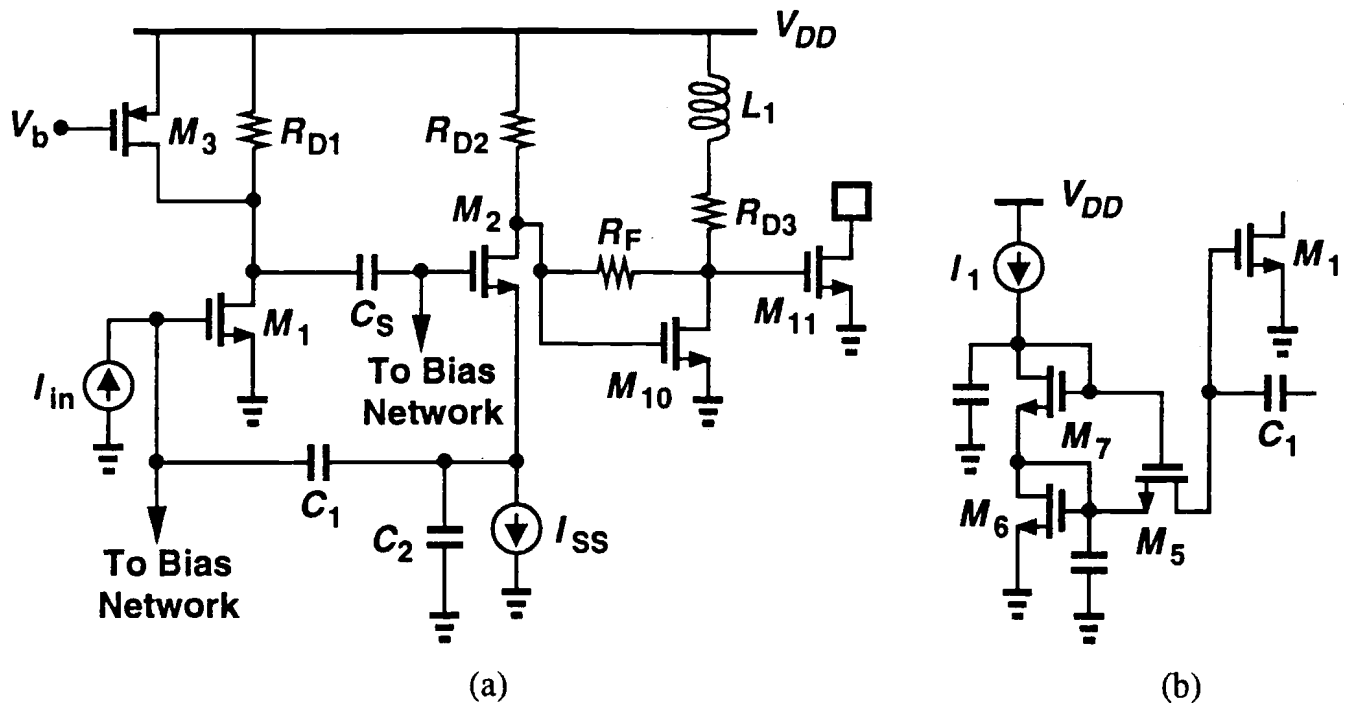 V_DD
V_b
M_3
R_D1
R_D2
L_1
M_2
R_F
R_D3
C_S
M_1
M_11
To Bias
Network
M_10
I_in
C_1
C_2
I_SS
To Bias
Network
(a)
V_DD
I_1
M_1
M_7
C_1
M_6
M_5
(b)